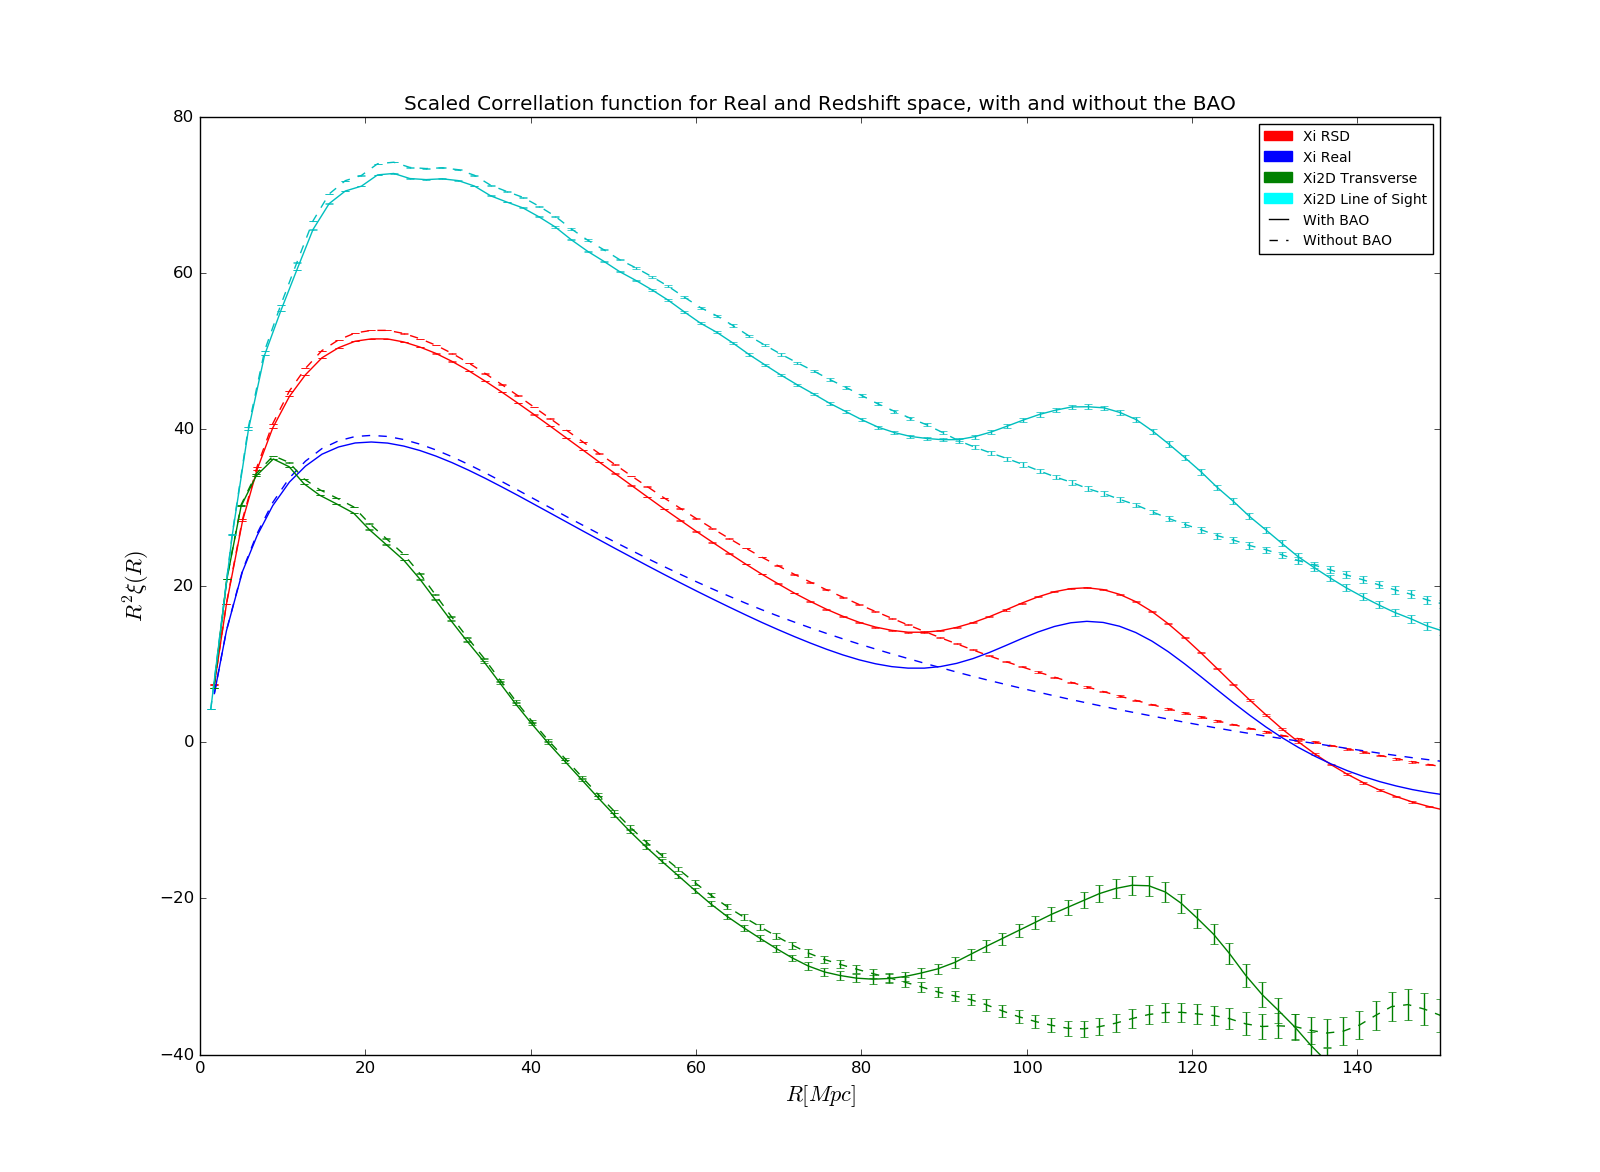 Scaled Correllation function for Real and Redshift space, with and without the BAO
80
60
40
20
0
−20
−40
R²ξ(R)
Xi RSD
Xi Real
Xi2D Transverse
Xi2D Line of Sight
With BAO
Without BAO
0 20 40 60 80 100 120 140
R[Mpc]